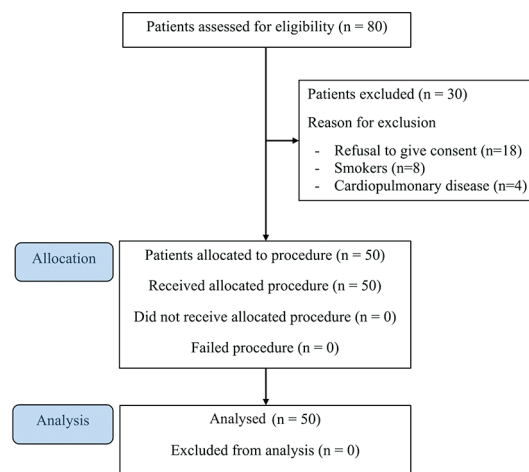 Patients assessed for eligibility (n = 80)
Patients excluded (n = 30)
Reason for exclusion
- Refusal to give consent (n=18)
- Smokers (n=8)
- Cardiopulmonary disease (n=4)
Allocation
Patients allocated to procedure (n = 50)
Received allocated procedure (n = 50)
Did not receive allocated procedure (n = 0)
Failed procedure (n = 0)
Analysis
Analysed (n = 50)
Excluded from analysis (n = 0)